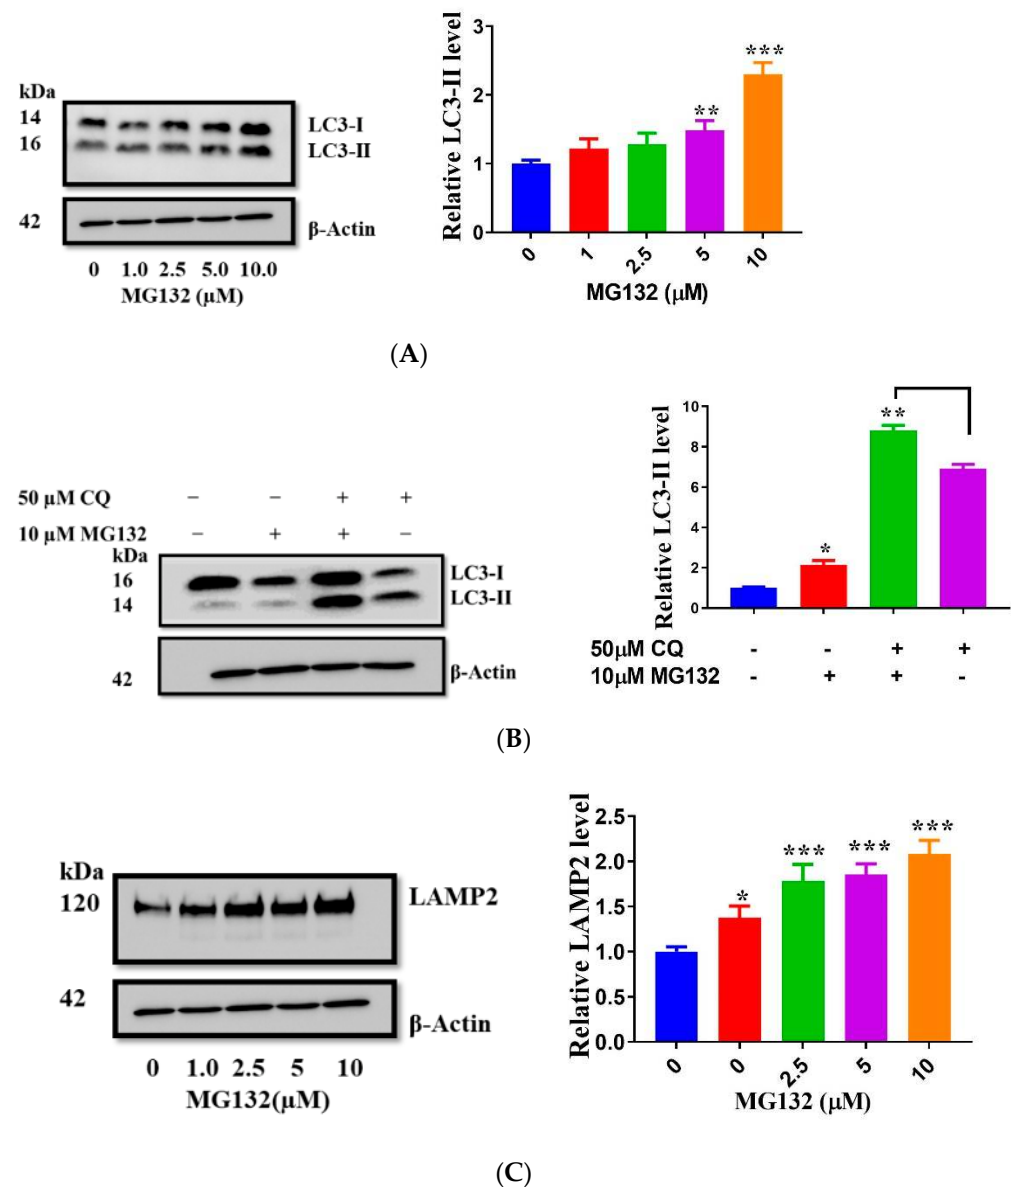 kDa
14
16
42
LC3-I
LC3-II
β-Actin
0 1.0 2.5 5.0 10.0
MG132 (µM)
Relative LC3-II level
3
2
1
0
** ***
0 1 2.5 5 10
MG132 (µM)
(A)
50 µM CQ − − + +
10 µM MG132 − + + −
kDa
16
14
42
LC3-I
LC3-II
β-Actin
Relative LC3-II level
10
8
6
4
2
0
* **
50µM CQ - - + +
10µM MG132 - + + -
(B)
kDa
120
42
LAMP2
β-Actin
0 1.0 2.5 5 10
MG132(µM)
Relative LAMP2 level
2.5
2.0
1.5
1.0
0.5
0.0
* *** *** ***
0 0 2.5 5 10
MG132 (µM)
(C)